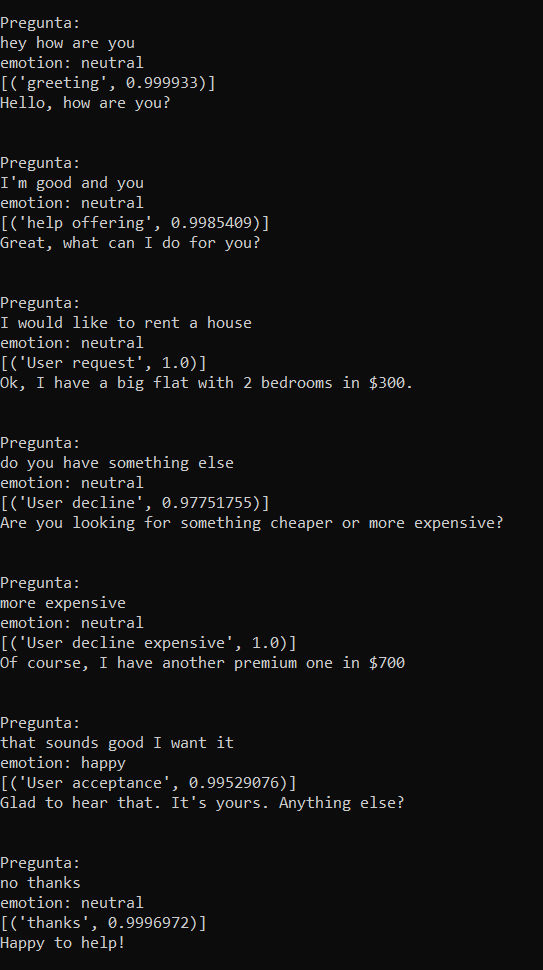 Pregunta:
hey how are you
emotion: neutral
[('greeting', 0.999933)]
Hello, how are you?
Pregunta:
I'm good and you
emotion: neutral
[('help offering', 0.9985409)]
Great, what can I do for you?
Pregunta:
I would like to rent a house
emotion: neutral
[('User request', 1.0)]
Ok, I have a big flat with 2 bedrooms in $300.
Pregunta:
do you have something else
emotion: neutral
[('User decline', 0.97751755)]
Are you looking for something cheaper or more expensive?
Pregunta:
more expensive
emotion: neutral
[('User decline expensive', 1.0)]
Of course, I have another premium one in $700
Pregunta:
that sounds good I want it
emotion: happy
[('User acceptance', 0.99529076)]
Glad to hear that. It's yours. Anything else?
Pregunta:
no thanks
emotion: neutral
[('thanks', 0.9996972)]
Happy to help!